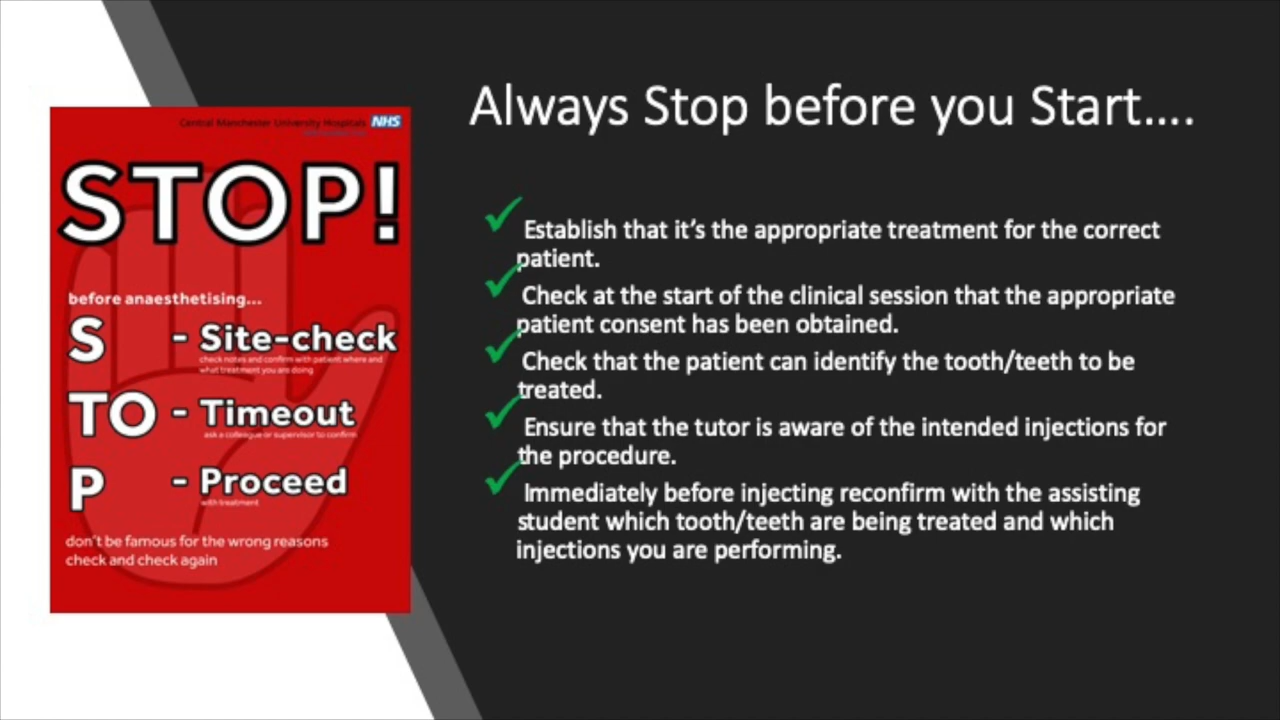 Central Manchester University Hospitals NHS
STOP!
before anaesthetising...
S - Site-check
check notes and confirm with patient where and
what treatment you are doing
TO - Timeout
ask a colleague or supervisor to confirm
P - Proceed
with treatment
don't be famous for the wrong reasons
check and check again
Always Stop before you Start....
Establish that it’s the appropriate treatment for the correct
patient.
Check at the start of the clinical session that the appropriate
patient consent has been obtained.
Check that the patient can identify the tooth/teeth to be
treated.
Ensure that the tutor is aware of the intended injections for
the procedure.
Immediately before injecting reconfirm with the assisting
student which tooth/teeth are being treated and which
injections you are performing.